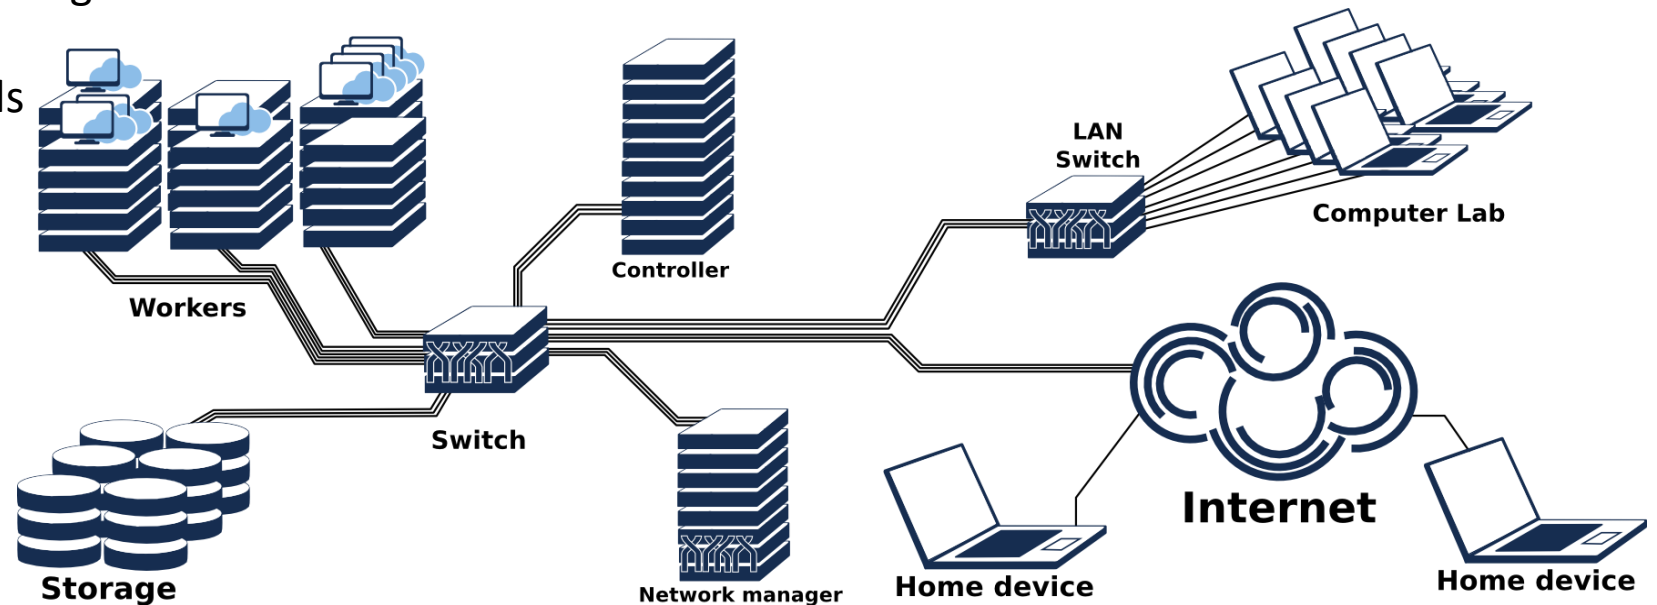 LAN
Switch
Computer Lab
Controller
Workers
Switch
Internet
Storage
Network manager
Home device
Home device